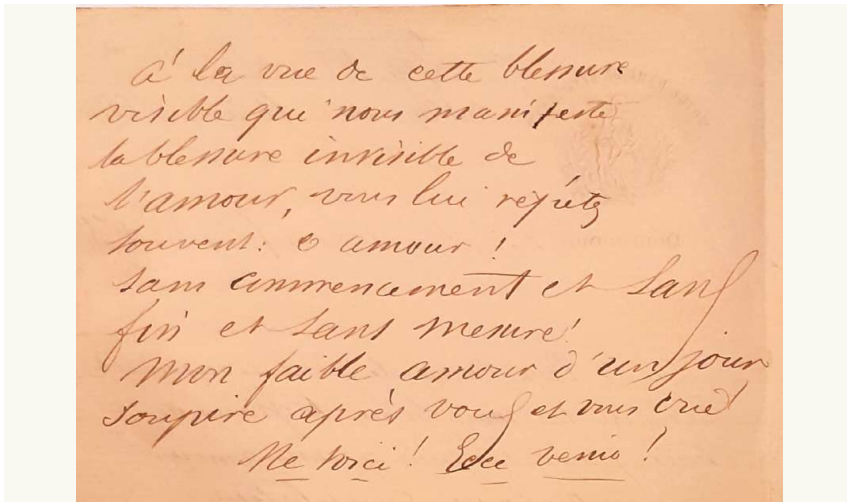 A' la vue de cette blessure
visible qui nous manifeste
la blessure invisible de
l'amour, vous lui répétez
souvent: O amour !
sans commencement et sans
fin et sans mesure !
Mon faible amour d'un jour
soupire après vous et vous crie !
Me voici ! Ecce venio !